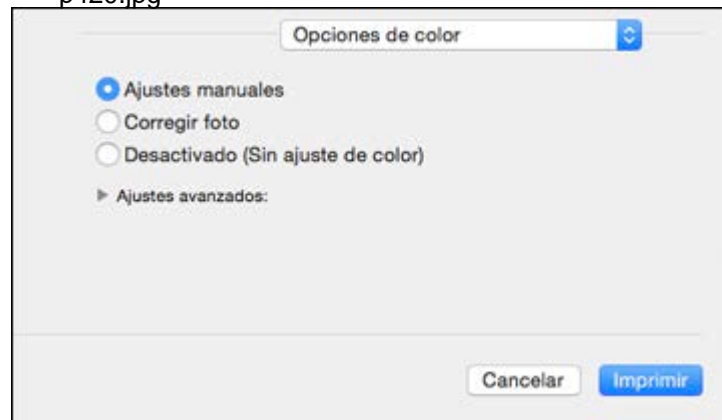 Opciones de color
Ajustes manuales
Corregir foto
Desactivado (Sin ajuste de color)
Ajustes avanzados:
Cancelar Imprimir